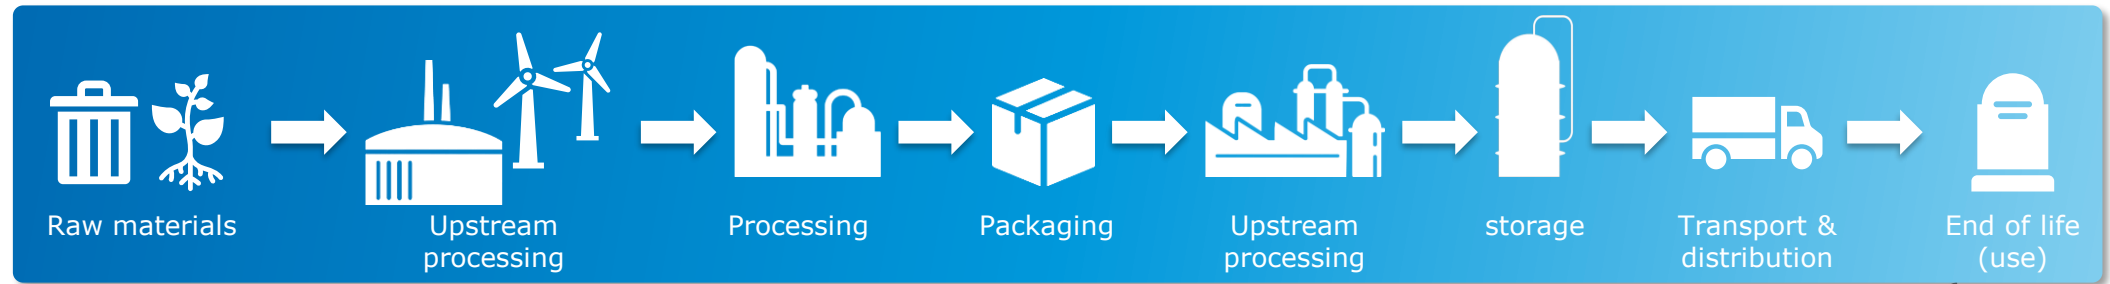 Raw materials
Upstream
processing
Processing
Packaging
Upstream
processing
storage
Transport &
distribution
End of life
(use)